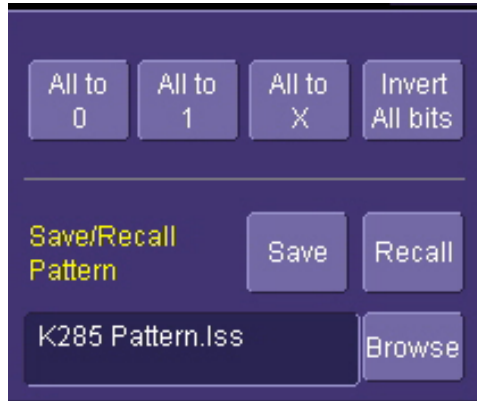 All to 0
All to 1
All to X
Invert All bits
Save/Recall
Pattern
Save
Recall
K285 Pattern.lss
Browse